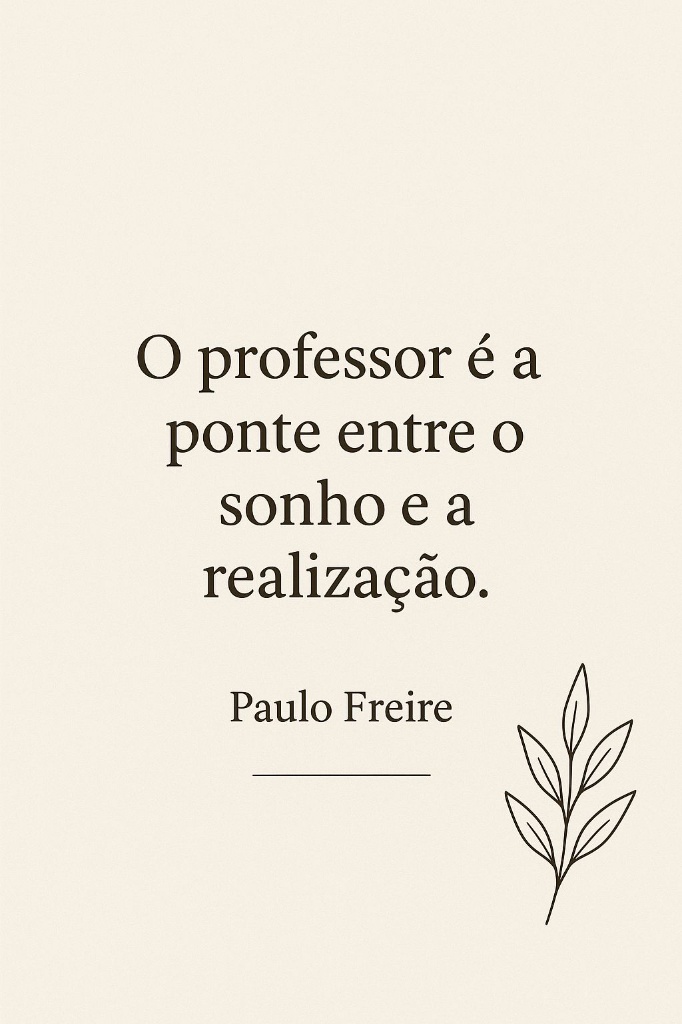 O professor é a
ponte entre o
sonho e a
realização.
Paulo Freire